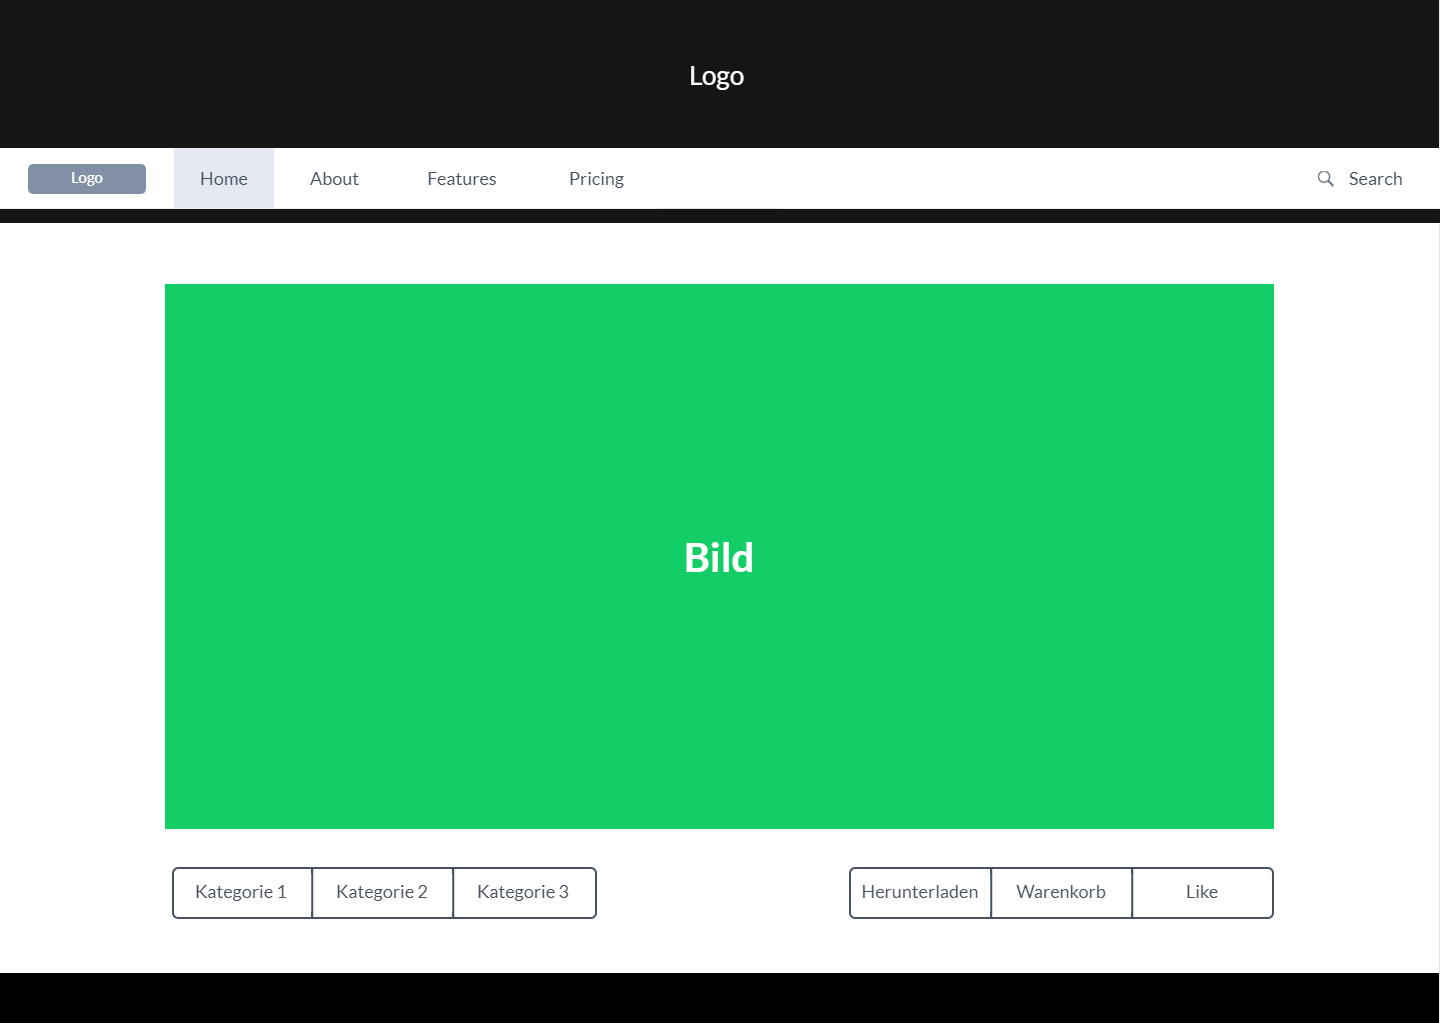 Logo
Logo Home About Features Pricing Search
Bild
Kategorie 1 Kategorie 2 Kategorie 3 Herunterladen Warenkorb Like